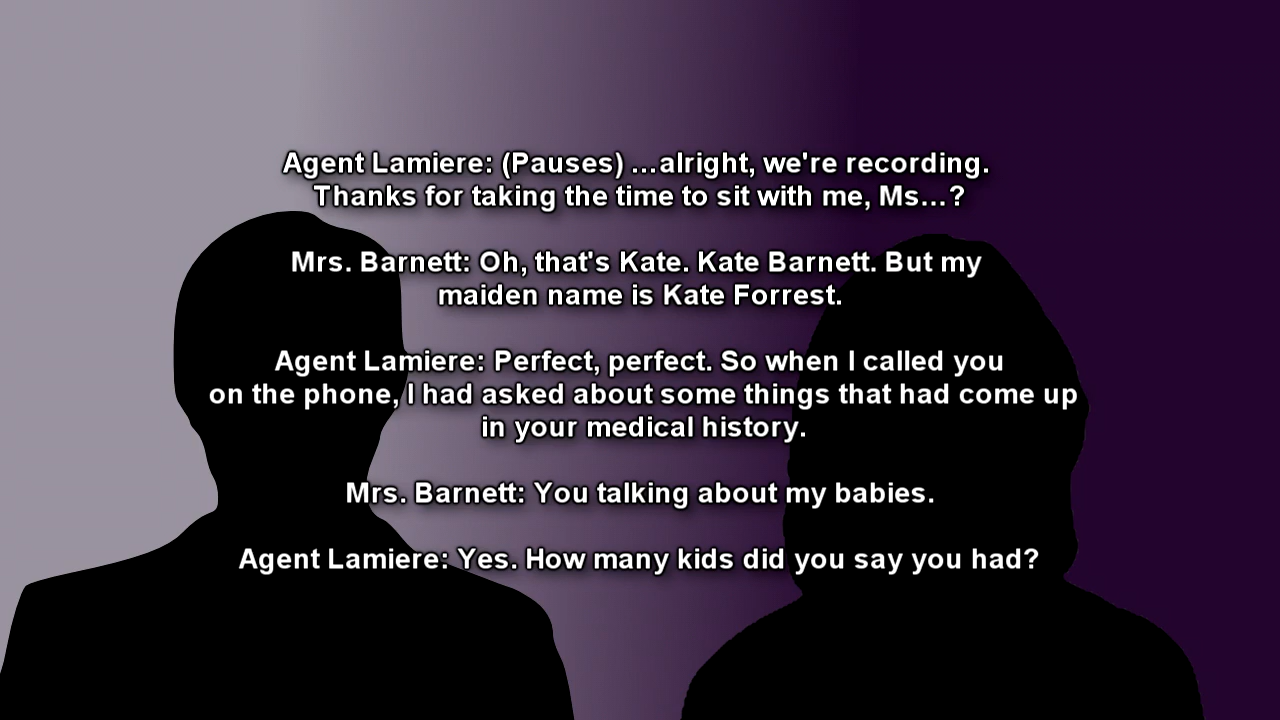 Agent Lamiere: (Pauses) ...alright, we're recording.
Thanks for taking the time to sit with me, Ms...?
Mrs. Barnett: Oh, that's Kate. Kate Barnett. But my
maiden name is Kate Forrest.
Agent Lamiere: Perfect, perfect. So when I called you
on the phone, I had asked about some things that had come up
in your medical history.
Mrs. Barnett: You talking about my babies.
Agent Lamiere: Yes. How many kids did you say you had?